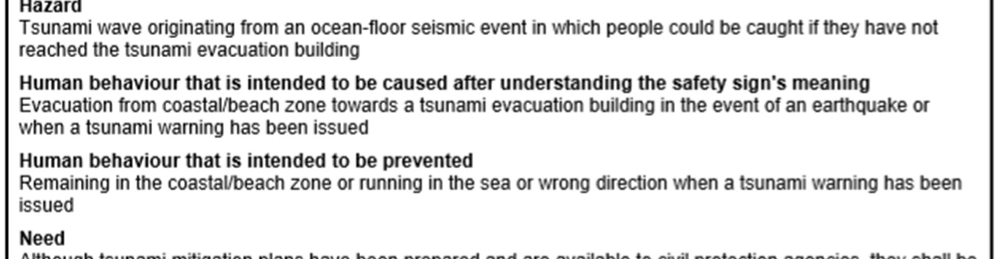 Hazard
Tsunami wave originating from an ocean-floor seismic event in which people could be caught if they have not
reached the tsunami evacuation building
Human behaviour that is intended to be caused after understanding the safety sign's meaning
Evacuation from coastal/beach zone towards a tsunami evacuation building in the event of an earthquake or
when a tsunami warning has been issued
Human behaviour that is intended to be prevented
Remaining in the coastal/beach zone or running in the sea or wrong direction when a tsunami warning has been
issued
Need
Although tsunami mitigation plans have been prepared and are available to civil protection agencies, they shall be